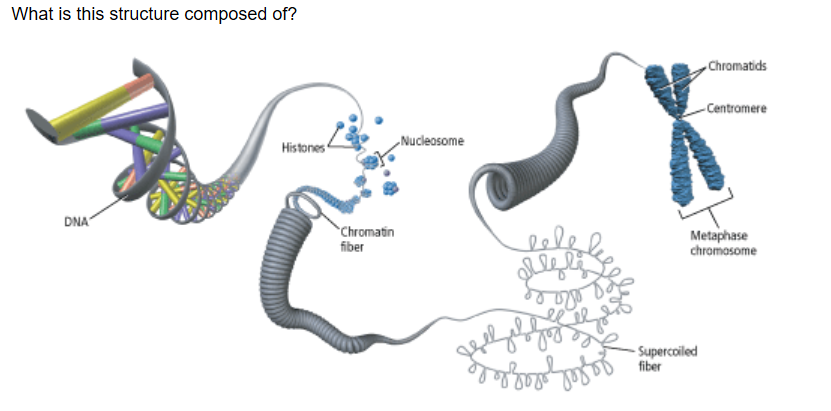 What is this structure composed of?
Chromatids
Centromere
Histones
Nucleosome
DNA
Chromatin
fiber
Metaphase
chromosome
Supercoiled
fiber